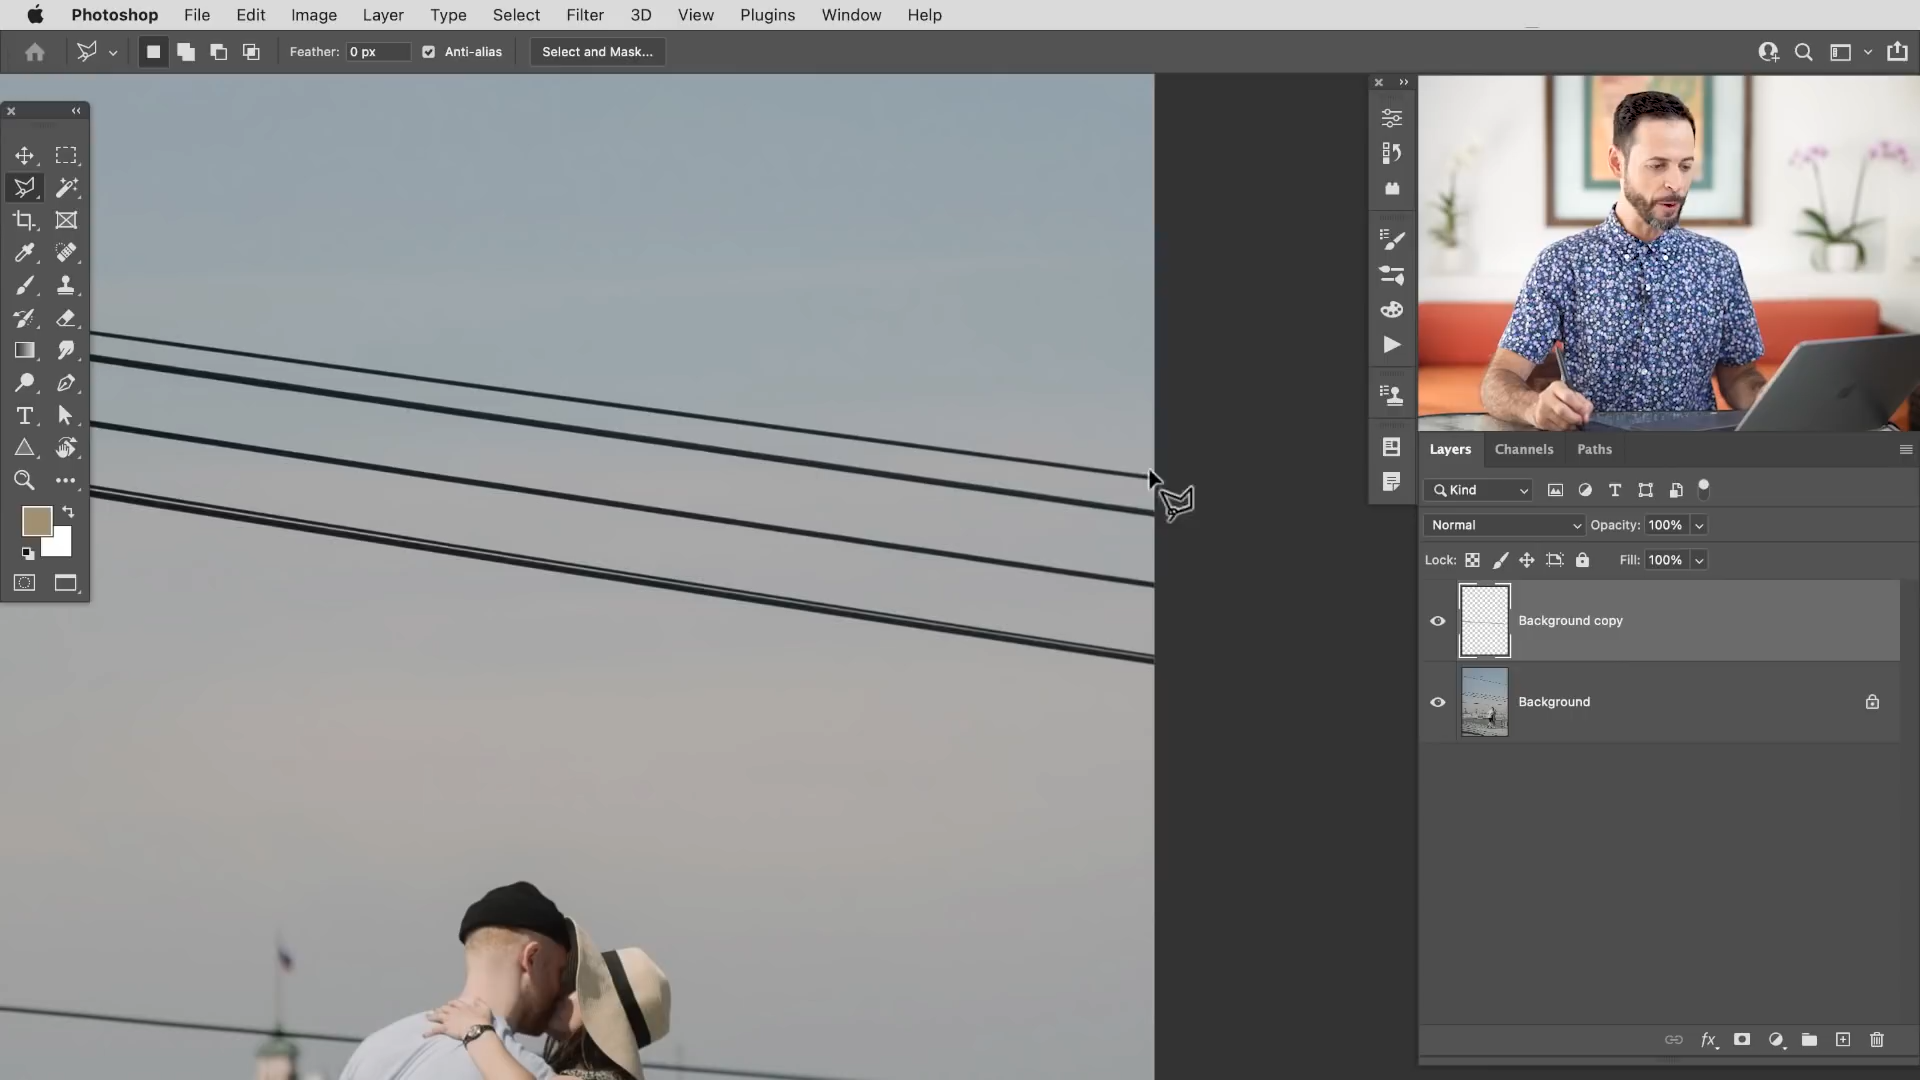 Photoshop File Edit Image Layer Type Select Filter 3D View Plugins Window Help
Feather: 0 px Anti-alias Select and Mask...
Layers Channels Paths
Kind
Normal Opacity: 100%
Lock: Fill: 100%
Background copy
Background